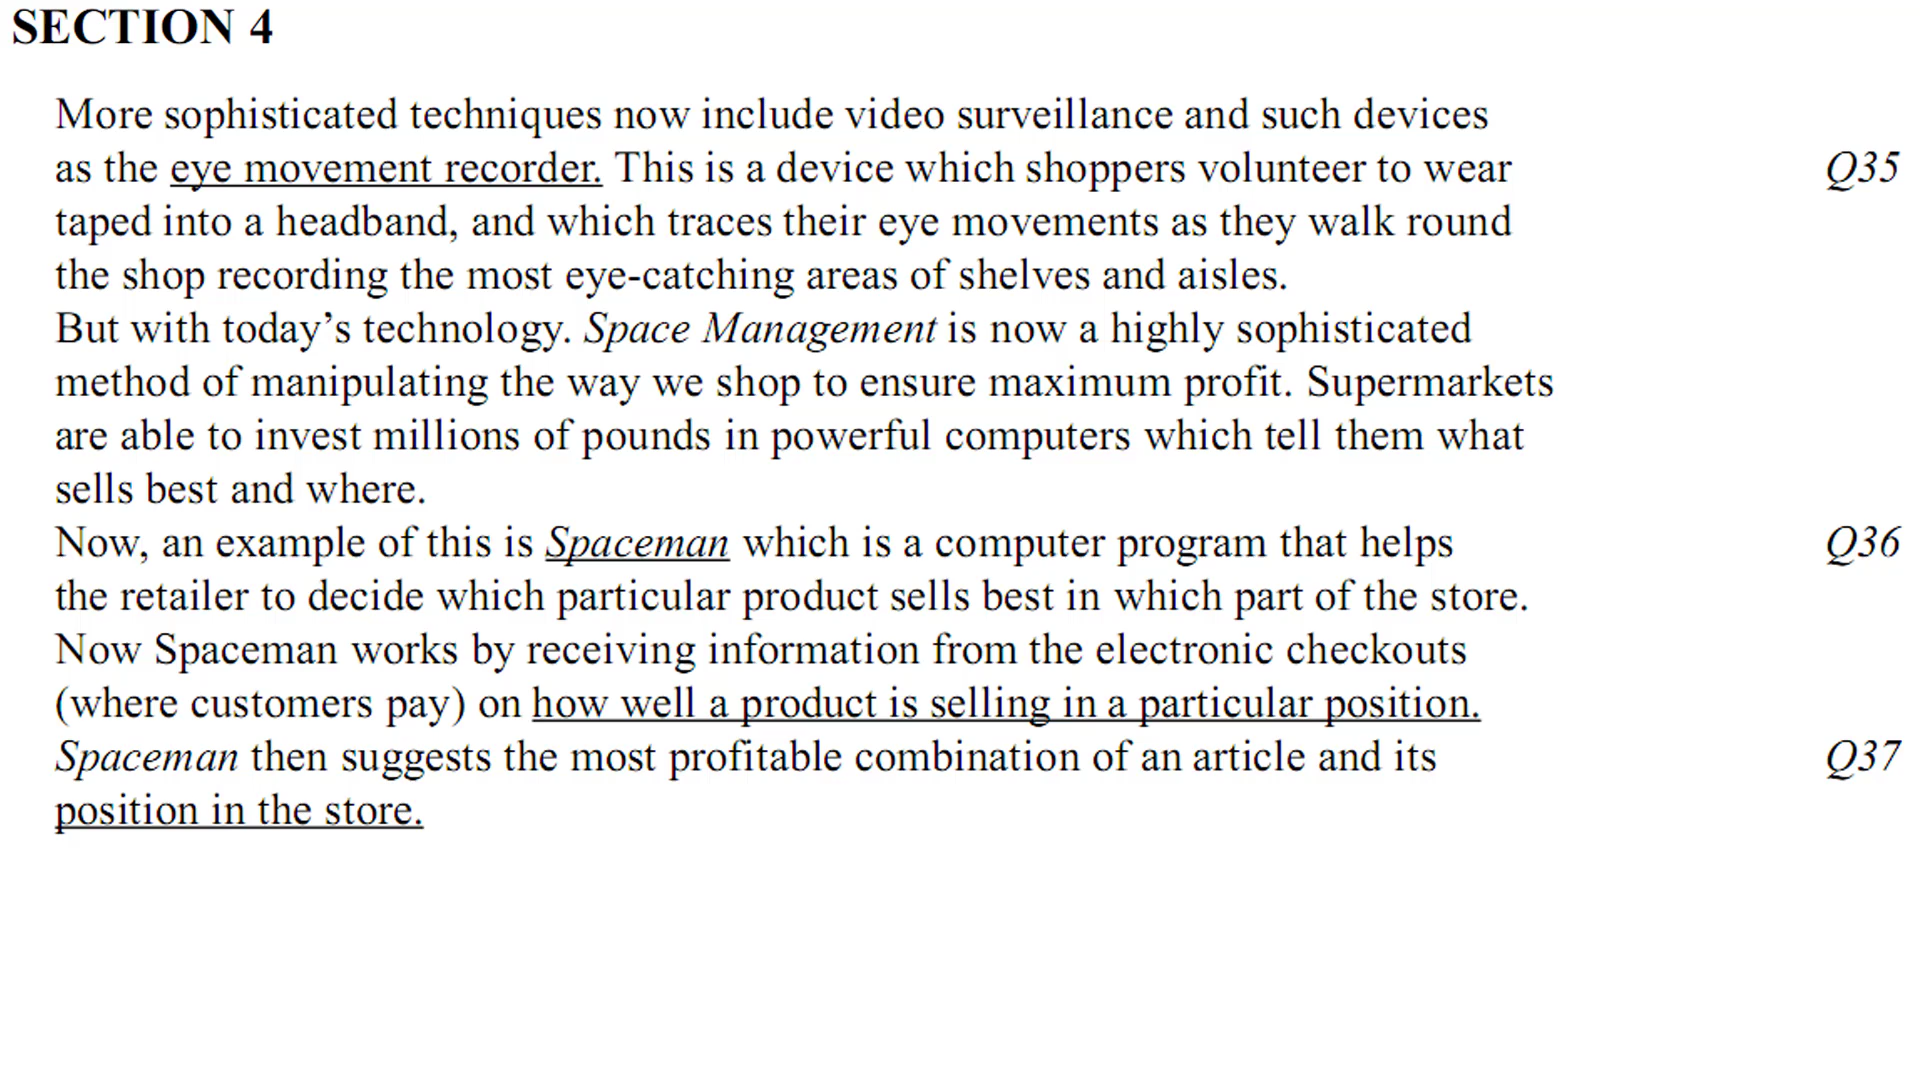 SECTION 4
More sophisticated techniques now include video surveillance and such devices
as the eye movement recorder. This is a device which shoppers volunteer to wear Q35
taped into a headband, and which traces their eye movements as they walk round
the shop recording the most eye-catching areas of shelves and aisles.
But with today’s technology. Space Management is now a highly sophisticated
method of manipulating the way we shop to ensure maximum profit. Supermarkets
are able to invest millions of pounds in powerful computers which tell them what
sells best and where.
Now, an example of this is Spaceman which is a computer program that helps Q36
the retailer to decide which particular product sells best in which part of the store.
Now Spaceman works by receiving information from the electronic checkouts
(where customers pay) on how well a product is selling in a particular position.
Spaceman then suggests the most profitable combination of an article and its Q37
position in the store.